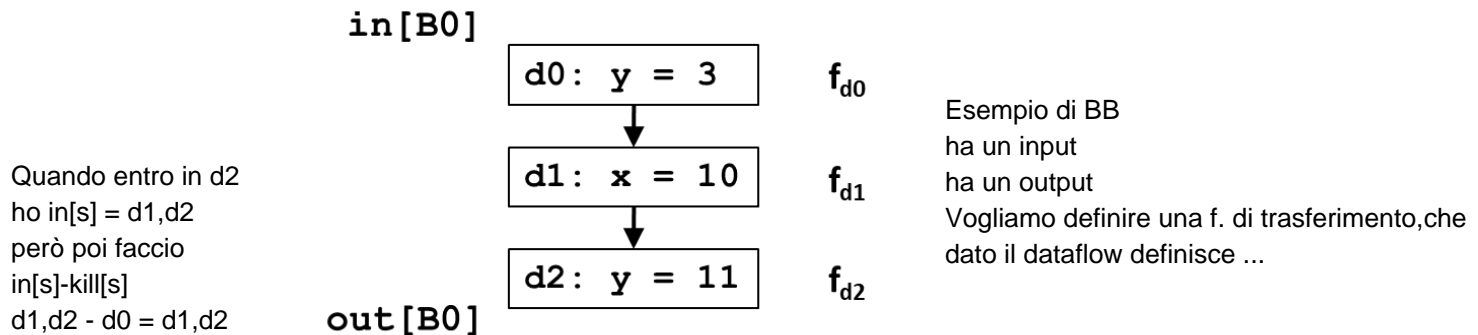 in[B0]
d0: y = 3
f_d0
d1: x = 10
f_d1
d2: y = 11
f_d2
out[B0]
Quando entro in d2
ho in[s] = d1,d2
però poi faccio
in[s]-kill[s]
d1,d2 - d0 = d1,d2
Esempio di BB
ha un input
ha un output
Vogliamo definire una f. di trasferimento,che
dato il dataflow definisce ...